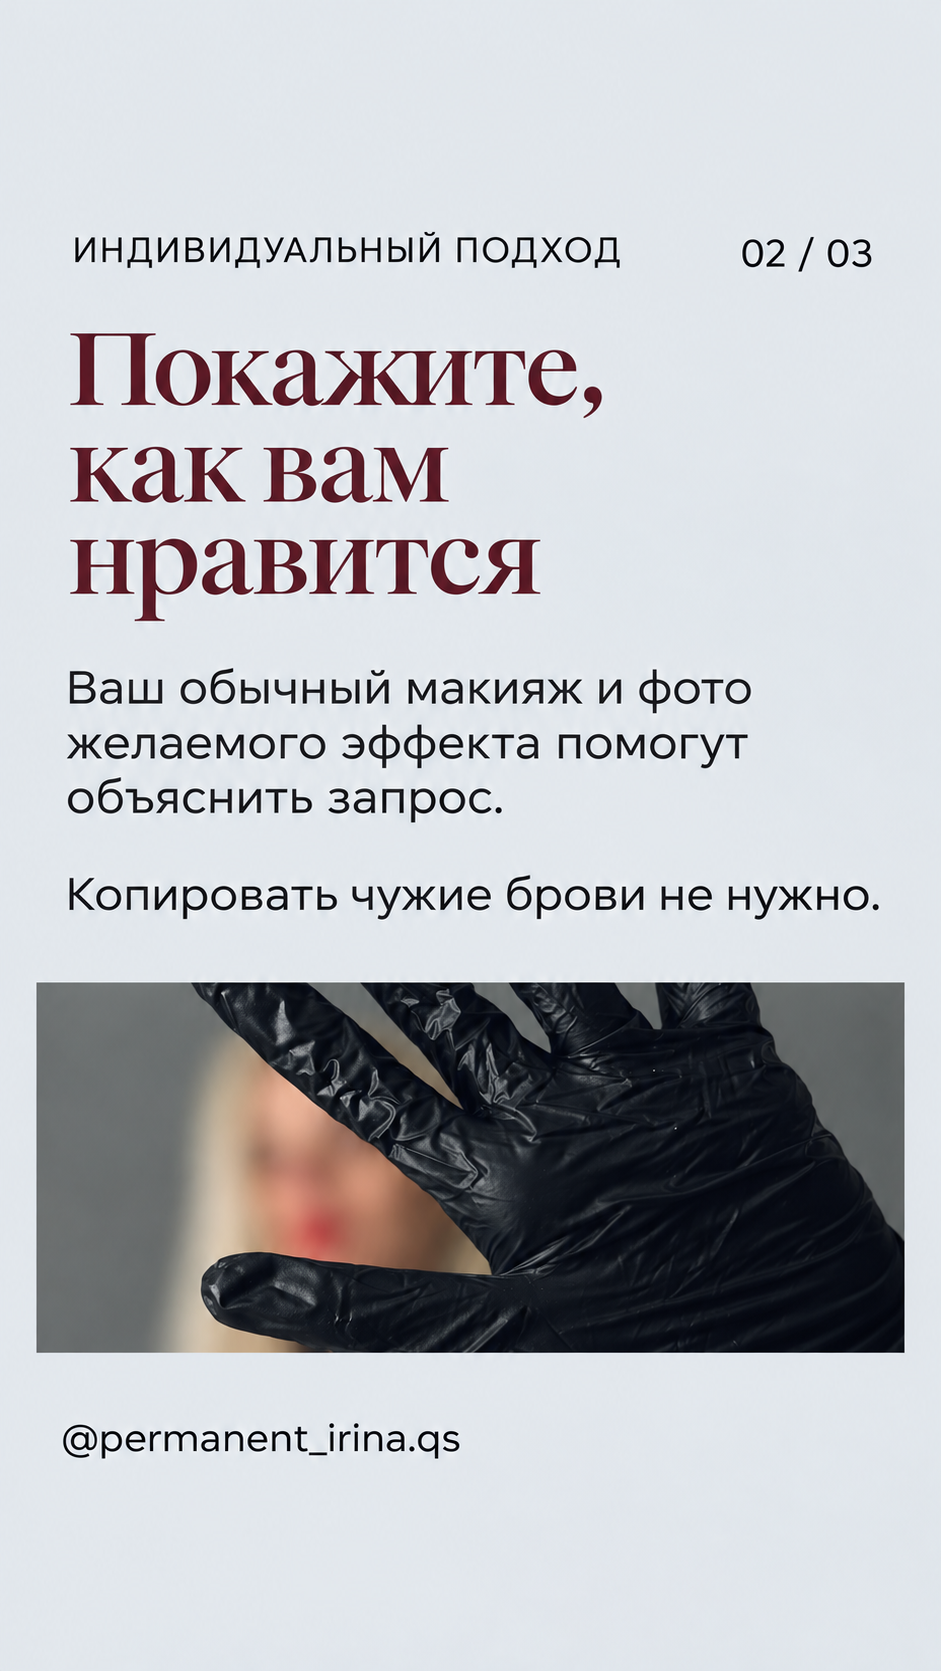 ИНДИВИДУАЛЬНЫЙ ПОДХОД
02 / 03
Покажите,
как вам
нравится
Ваш обычный макияж и фото
желаемого эффекта помогут
объяснить запрос.
Копировать чужие брови не нужно.
@permanent_irina.qs